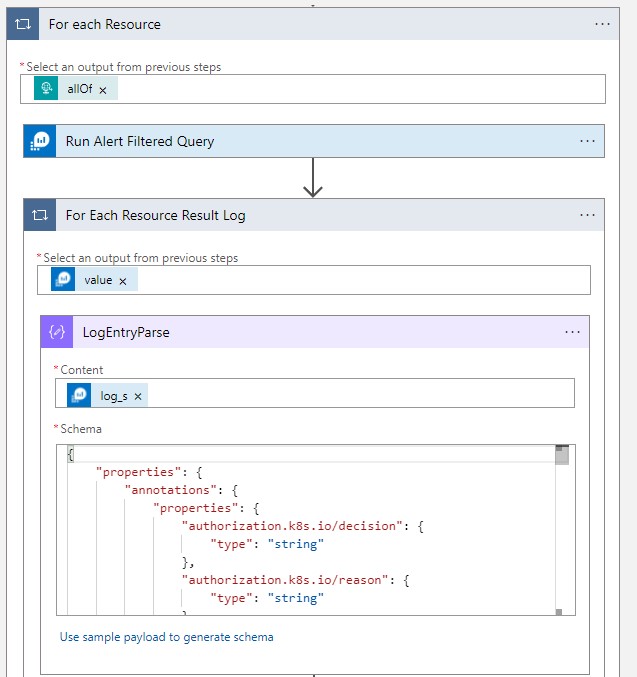 For each Resource
...
* Select an output from previous steps
allOf ×
Run Alert Filtered Query
...
For Each Resource Result Log
...
* Select an output from previous steps
value ×
{} LogEntryParse
...
* Content
log_s ×
* Schema
{
"properties": {
"annotations": {
"properties": {
"authorization.k8s.io/decision": {
"type": "string"
},
"authorization.k8s.io/reason": {
"type": "string"
Use sample payload to generate schema